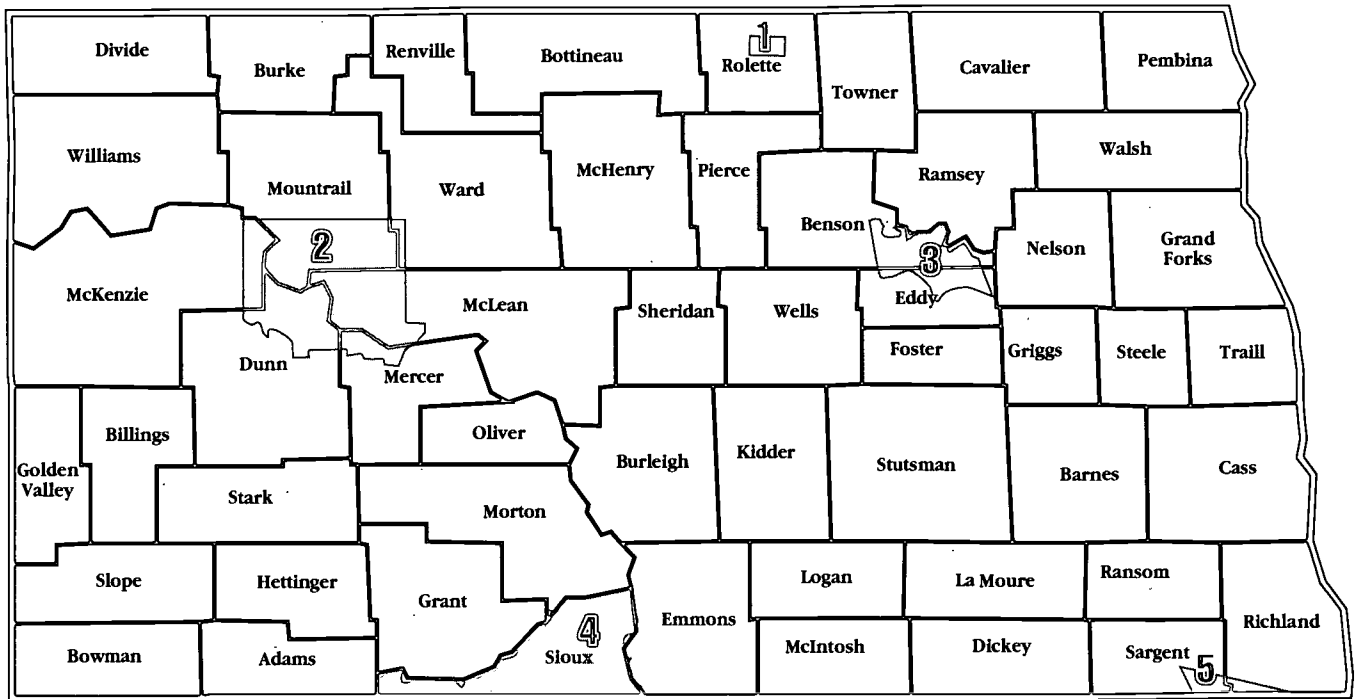 Divide
Burke
Renville
Bottineau
1
Rolette
Towner
Cavalier
Pembina
Williams
Mountrail
Ward
McHenry
Pierce
Benson
Ramsey
Walsh
2
3
Nelson
Grand
Forks
McKenzie
McLean
Sheridan
Wells
Eddy
Dunn
Mercer
Foster
Griggs
Steele
Traill
Golden
Valley
Billings
Oliver
Burleigh
Kidder
Stutsman
Barnes
Cass
Stark
Morton
Slope
Hettinger
Grant
4
Sioux
Emmons
Logan
La Moure
Ransom
Richland
Bowman
Adams
McIntosh
Dickey
Sargent
5